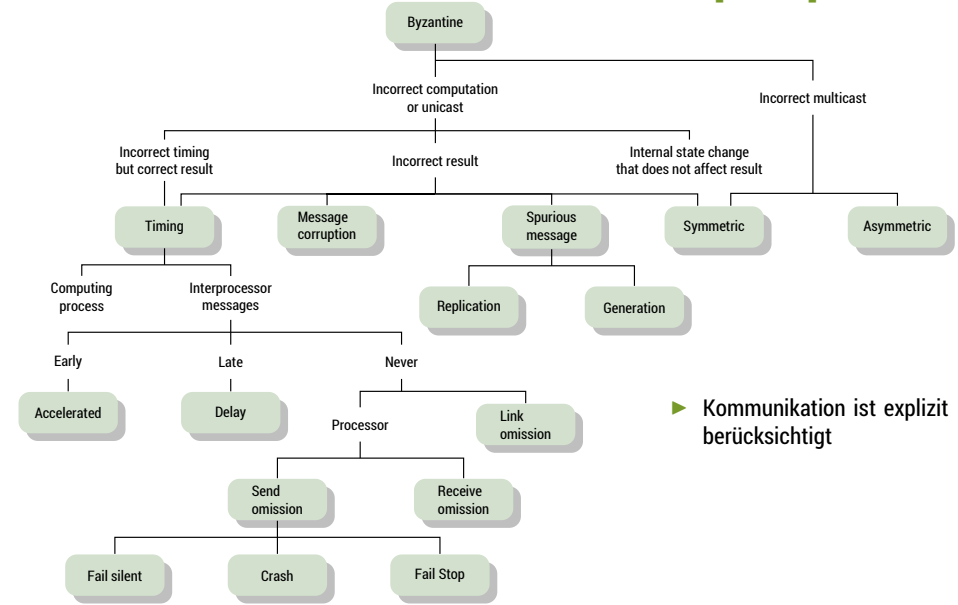 Byzantine
Incorrect computation
or unicast
Incorrect multicast
Incorrect timing
but correct result
Incorrect result
Internal state change
that does not affect result
Timing
Message
corruption
Spurious
message
Symmetric
Asymmetric
Computing
process
Interprocessor
messages
Replication
Generation
Early
Late
Never
Accelerated
Delay
Processor
Link
omission
► Kommunikation ist explizit
berücksichtigt
Send
omission
Receive
omission
Fail silent
Crash
Fail Stop